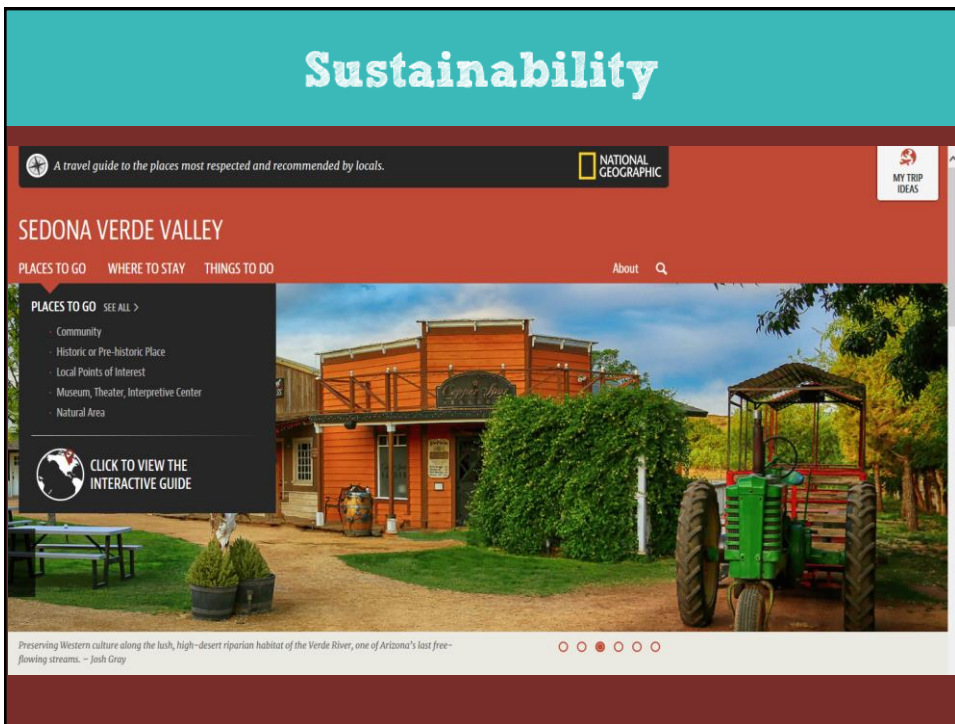 Sustainability
A travel guide to the places most respected and recommended by locals.
NATIONAL
GEOGRAPHIC
MY TRIP
IDEAS
SEDONA VERDE VALLEY
PLACES TO GO WHERE TO STAY THINGS TO DO
About
PLACES TO GO SEE ALL >
· Community
· Historic or Pre-historic Place
· Local Points of Interest
· Museum, Theater, Interpretive Center
· Natural Area
CLICK TO VIEW THE
INTERACTIVE GUIDE
Preserving Western culture along the lush, high-desert riparian habitat of the Verde River, one of Arizona's last free-
flowing streams. – Josh Gray